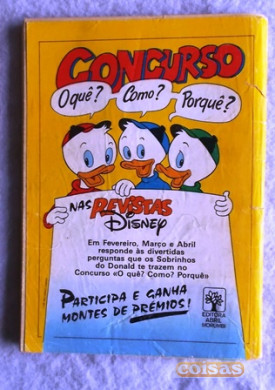 CONCURSO
O quê? Como? Porquê?
NAS REVISTAS
Disney
Em Fevereiro, Março e Abril
responde às divertidas
perguntas que os Sobrinhos
do Donald te trazem no
Concurso «O quê? Como? Porquê»
PARTICIPA E GANHA
MONTES DE PRÉMIOS!
EDITORA
ABRIL
MORUMBI
coisas